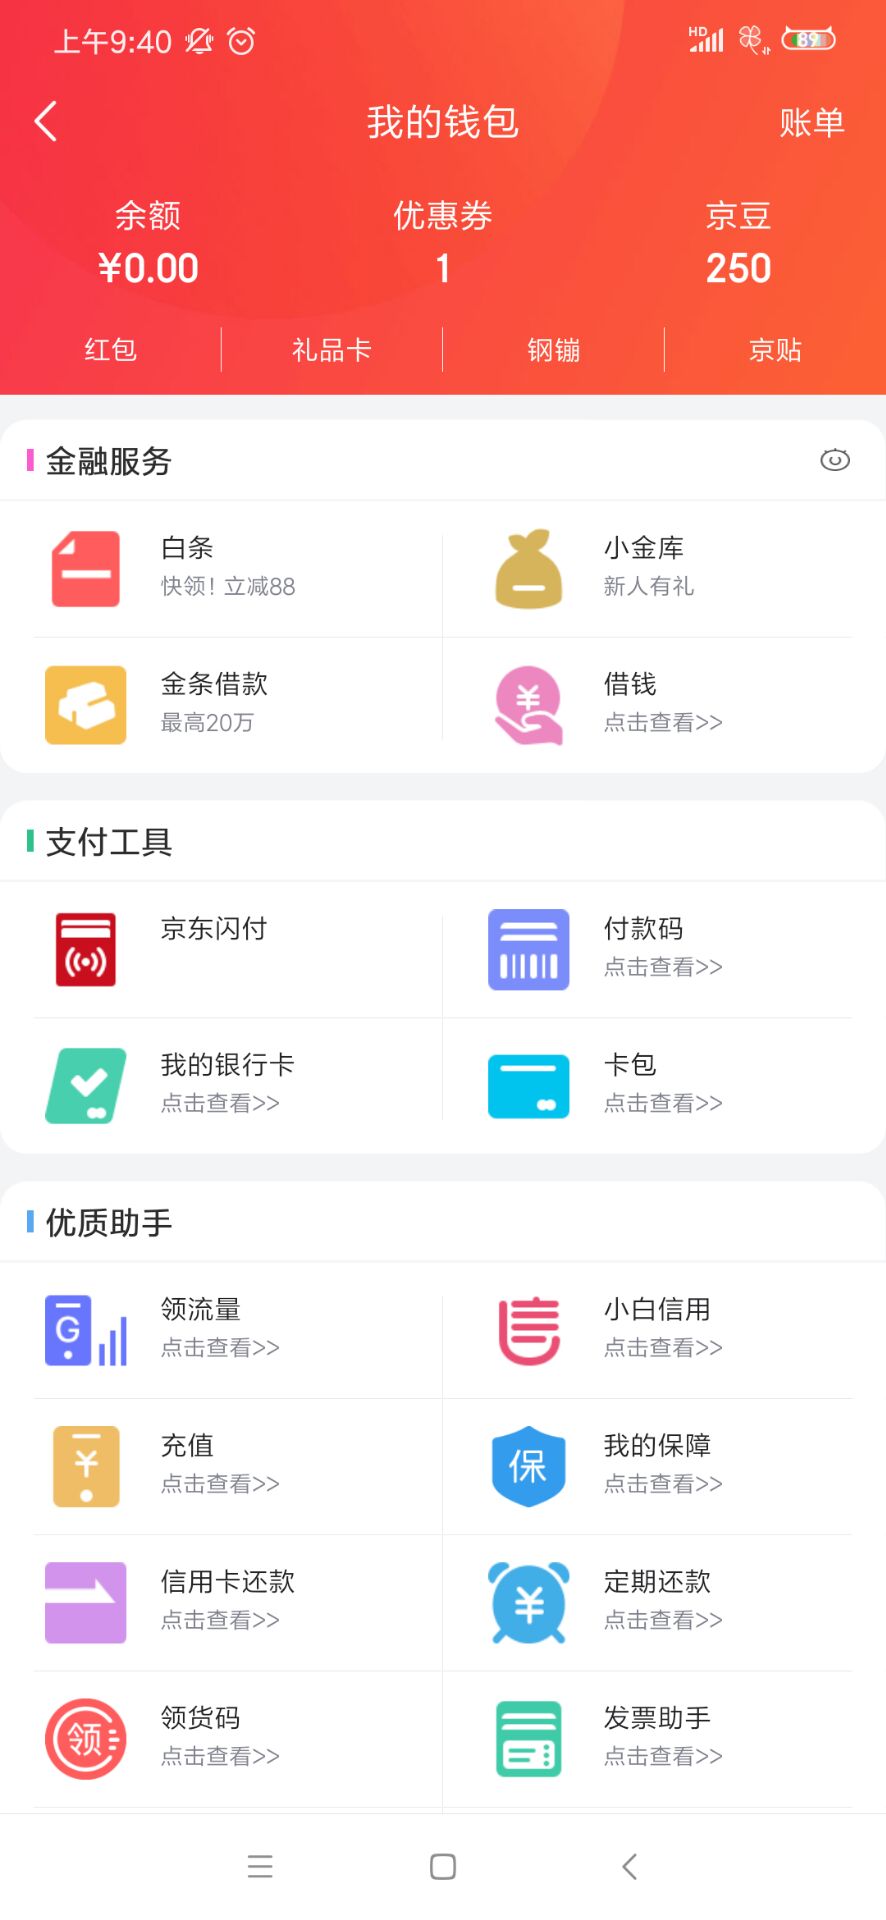 上午9:40
HD
89
我的钱包
账单
余额
优惠券
京豆
¥0.00
1
250
红包
礼品卡
钢镚
京贴
金融服务
白条
快领！立减88
小金库
新人有礼
金条借款
最高20万
借钱
点击查看>>
支付工具
京东闪付
付款码
点击查看>>
我的银行卡
点击查看>>
卡包
点击查看>>
优质助手
G
领流量
点击查看>>
小白信用
点击查看>>
¥
充值
点击查看>>
保
我的保障
点击查看>>
信用卡还款
点击查看>>
¥
定期还款
点击查看>>
领
领货码
点击查看>>
发票助手
点击查看>>